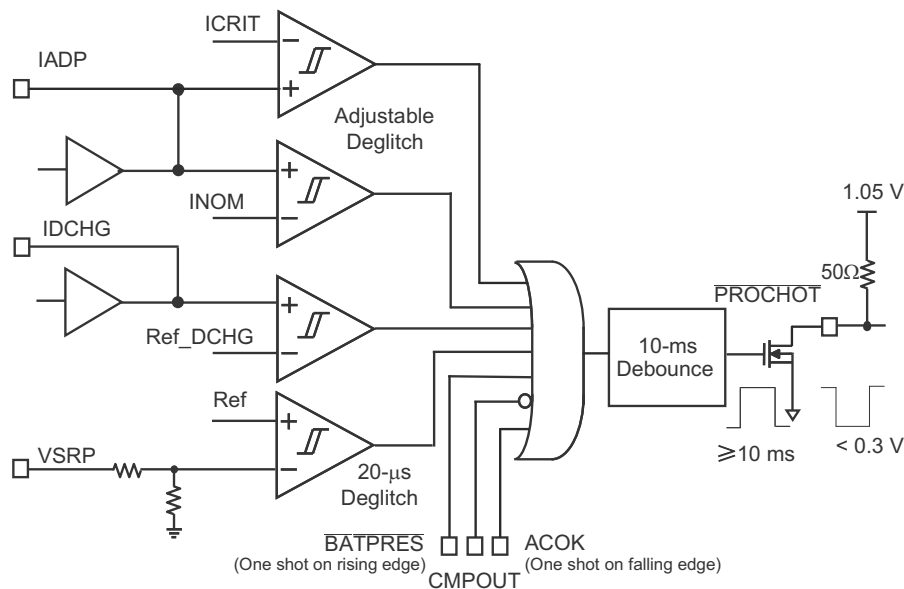 ICRIT
IADP
Adjustable
Deglitch
INOM
IDCHG
Ref_DCHG
Ref
VSRP
20-μs
Deglitch
BATPRES
(One shot on rising edge)
CMPOUT
ACOK
(One shot on falling edge)
10-ms
Debounce
PROCHOT
1.05 V
50Ω
≥10 ms
< 0.3 V